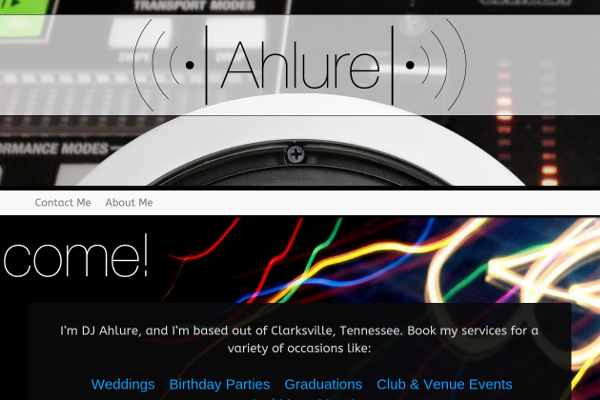 TRANSPORT MODES
Ahlure
ORMANCE MODES
Contact Me About Me
come!
I'm DJ Ahlure, and I'm based out of Clarksville, Tennessee. Book my services for a
variety of occasions like:
Weddings Birthday Parties Graduations Club & Venue Events